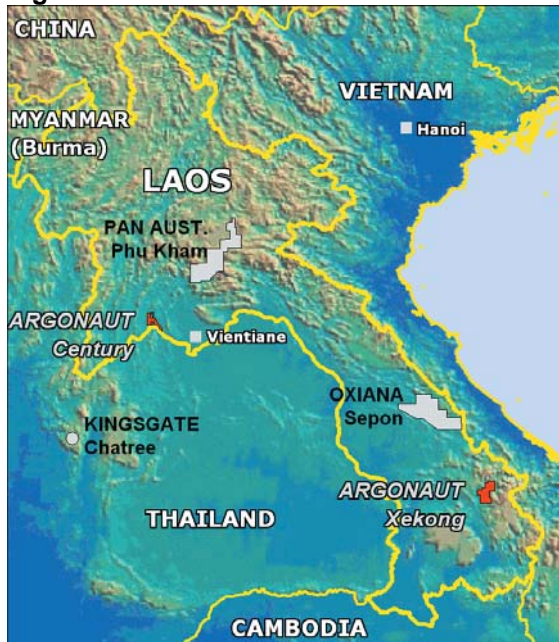 CHINA
VIETNAM
MYANMAR
(Burma)
Hanoi
LAOS
PAN AUST.
Phu Kham
ARGONAUT
Century
Vientiane
OXIANA
Sepon
KINGSGATE
Chatree
ARGONAUT
Xekong
THAILAND
CAMBODIA